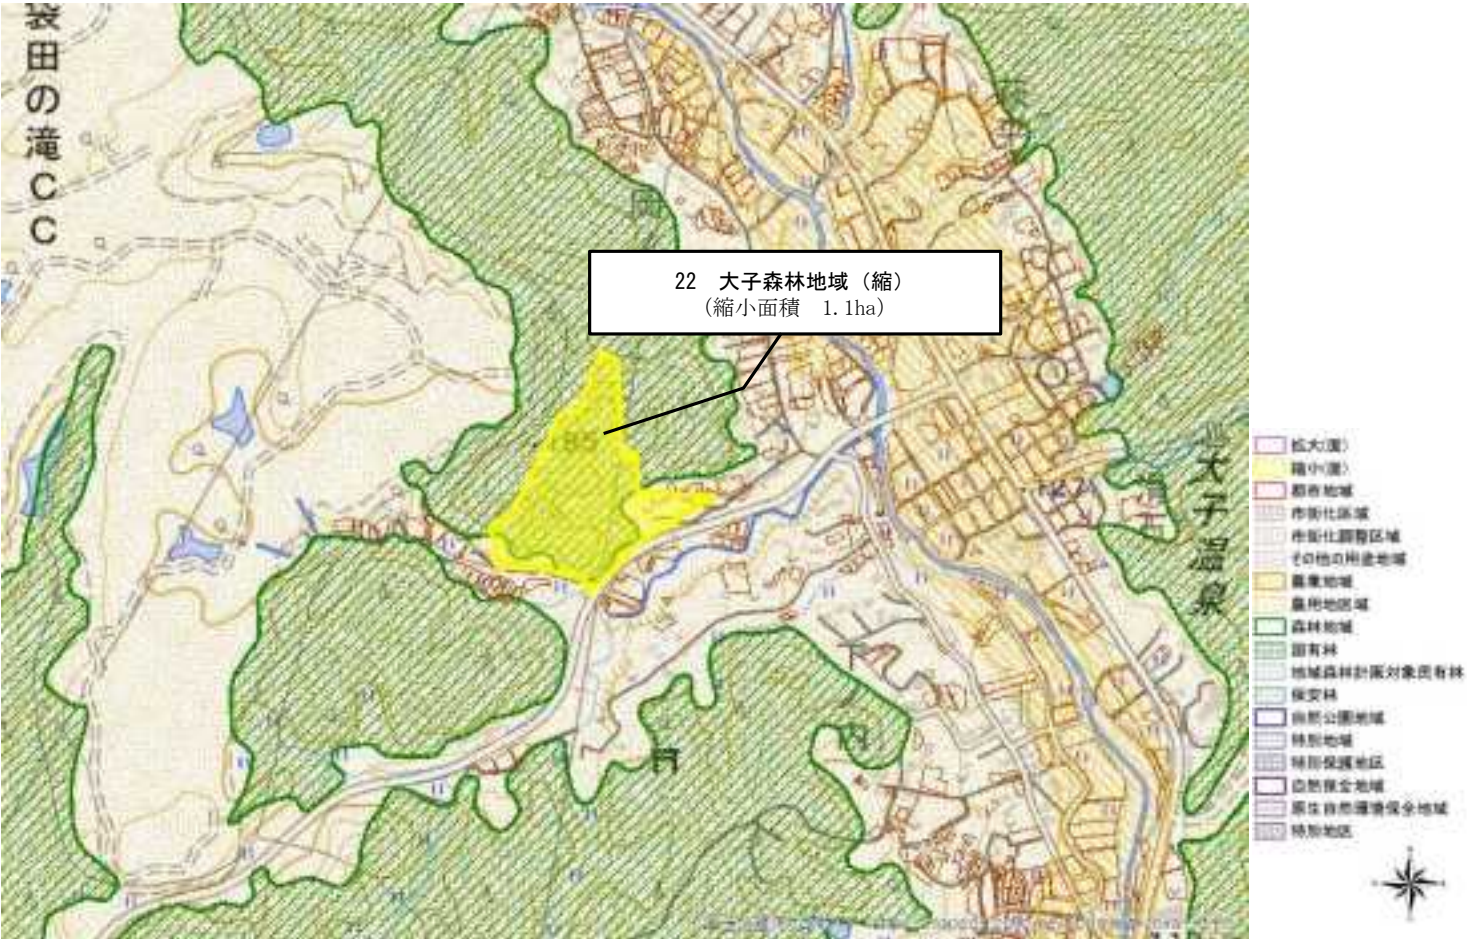 袋田の滝CC
22 大子森林地域（縮）
（縮小面積 1.1ha）
185
大子温泉
下
内
岡
拡大(面)
縮小(面)
都市地域
市街化区域
市街化調整区域
その他の用途地域
農業地域
農用地区域
森林地域
国有林
地域森林計画対象民有林
保安林
自然公園地域
特別地域
特別保護地区
自然保全地域
原生自然環境保全地域
特別地区